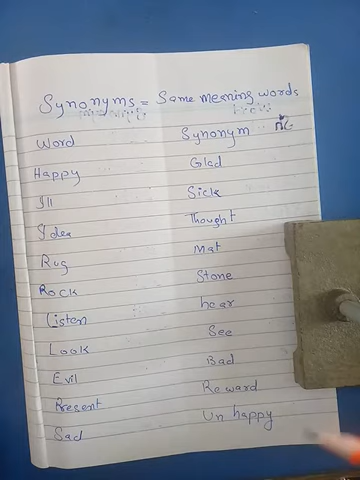 Synonyms = Same meaning words
Word Synonym
Happy Glad
Ill Sick
Idea Thought
Rug Mat
Rock Stone
Listen hear
Look See
Evil Bad
Present Reward
Sad Un happy